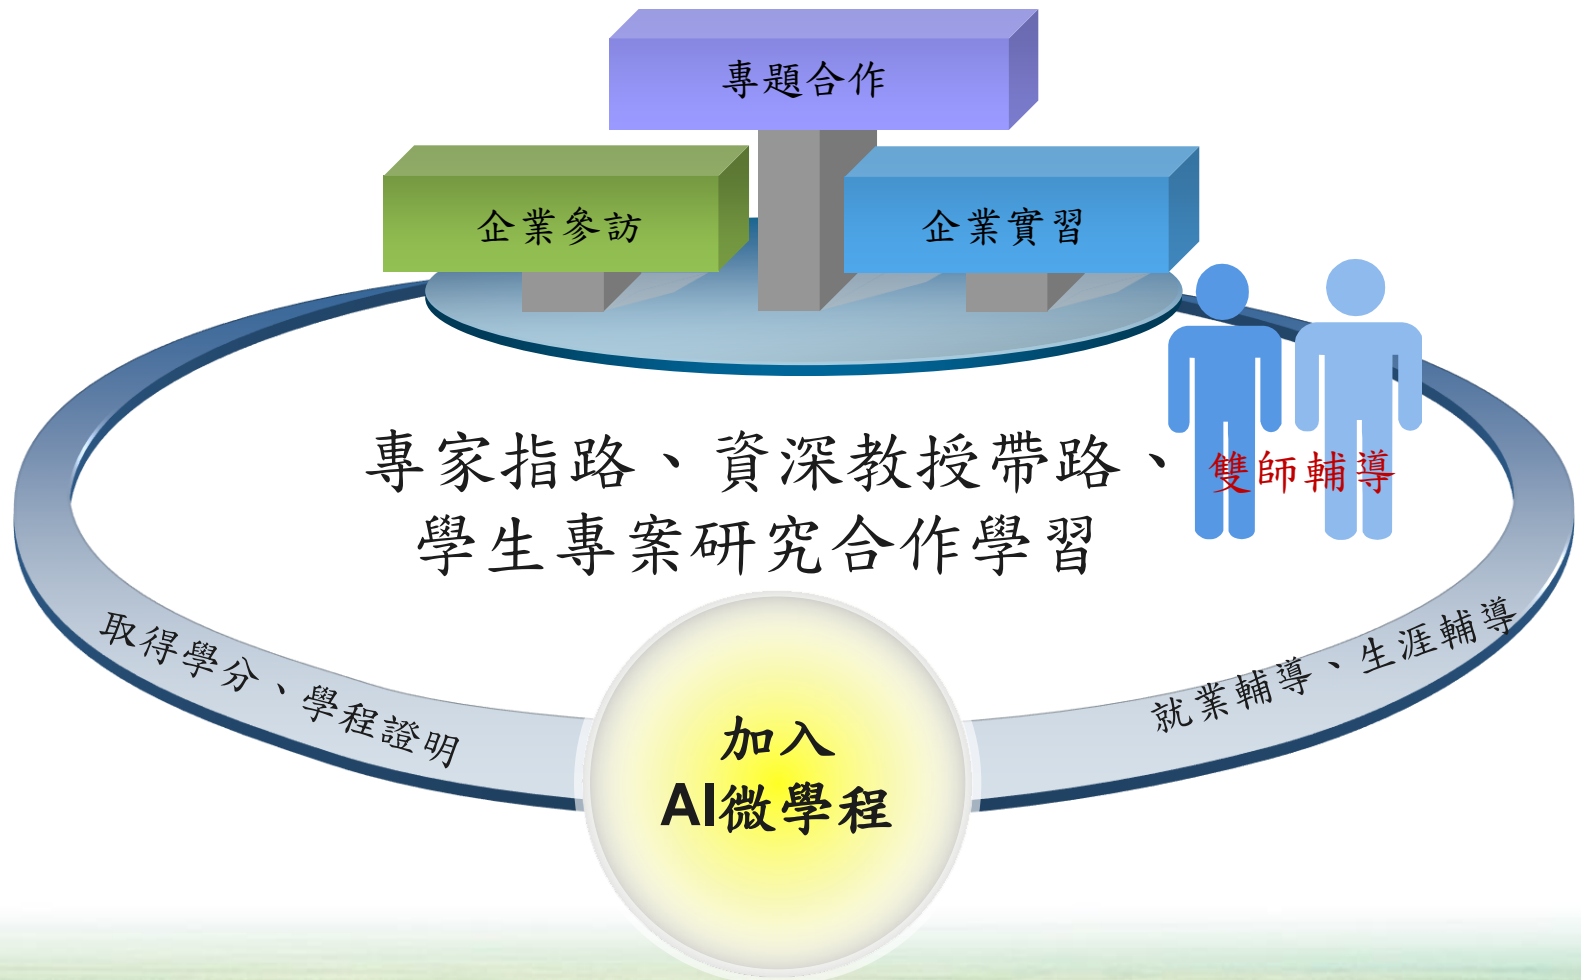 專題合作
企業參訪
企業實習
專家指路、資深教授帶路、
雙師輔導
學生專案研究合作學習
取得學分、學程證明
就業輔導、生涯輔導
加入
AI微學程